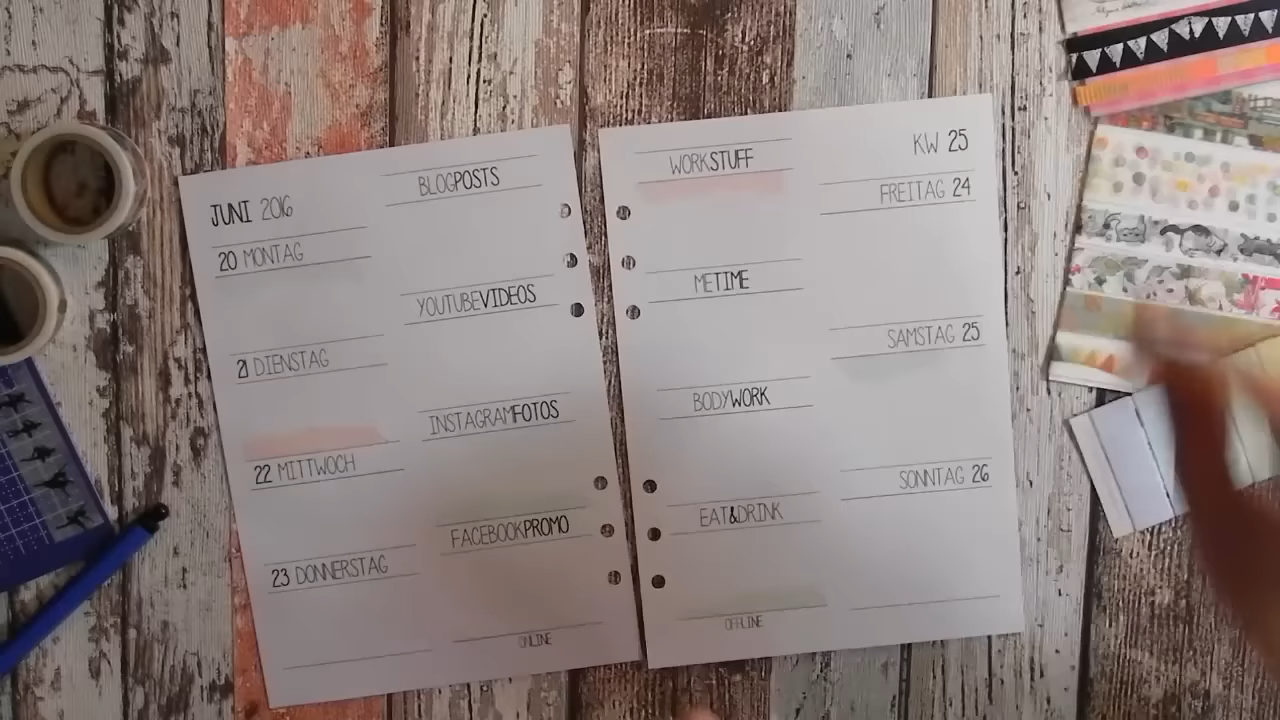 JUNI 2016
20 MONTAG
21 DIENSTAG
22 MITTWOCH
23 DONNERSTAG
BLOGPOSTS
YOUTUBEVIDEOS
INSTAGRAMFOTOS
FACEBOOKPROMO
ONLINE
WORKSTUFF
METIME
BODYWORK
EAT&DRINK
OFFLINE
KW 25
FREITAG 24
SAMSTAG 25
SONNTAG 26